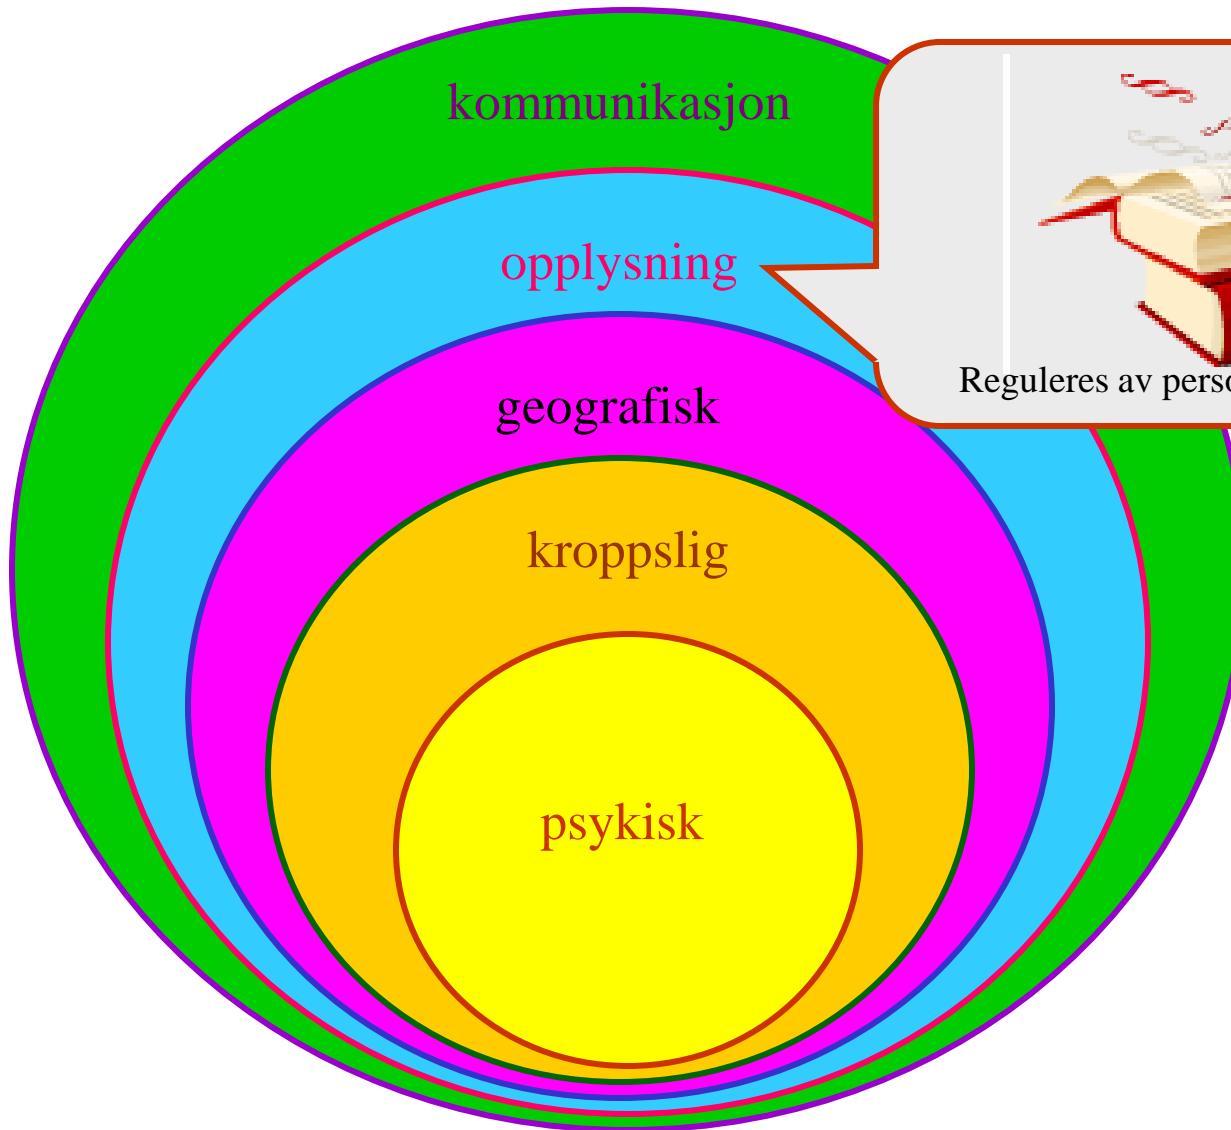 kommunikasjon
opplysning
geografisk
Reguleres av
kroppslig
psykisk